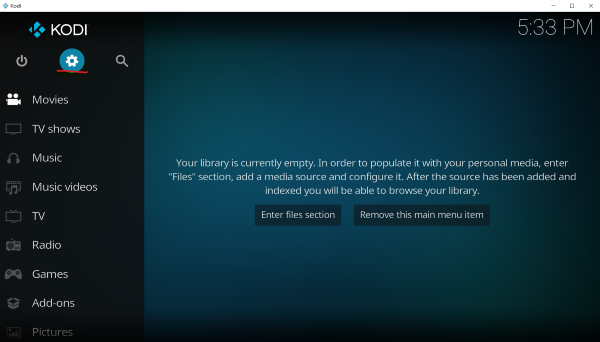 Kodi
KODI
5:33 PM
Movies
TV shows
Music
Music videos
TV
Radio
Games
Add-ons
Pictures
Your library is currently empty. In order to populate it with your personal media, enter
"Files" section, add a media source and configure it. After the source has been added and
indexed you will be able to browse your library.
Enter files section
Remove this main menu item